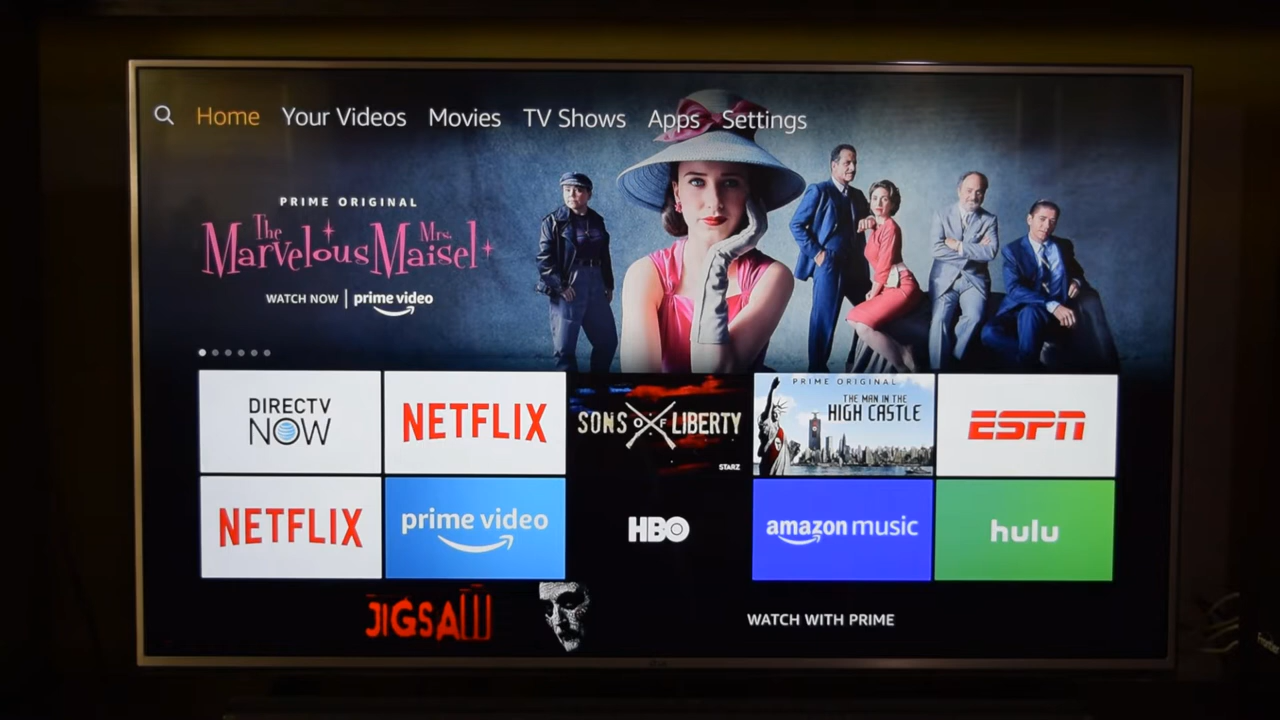 Home Your Videos Movies TV Shows Apps Settings
PRIME ORIGINAL
The
Marvelous Mrs. Maisel
WATCH NOW | prime video
DIRECTV
NOW
NETFLIX
SONS OF LIBERTY
STARZ
PRIME ORIGINAL
THE MAN IN THE
HIGH CASTLE
ESPN
NETFLIX
prime video
HBO
amazon music
hulu
JIGSAW
WATCH WITH PRIME
LG